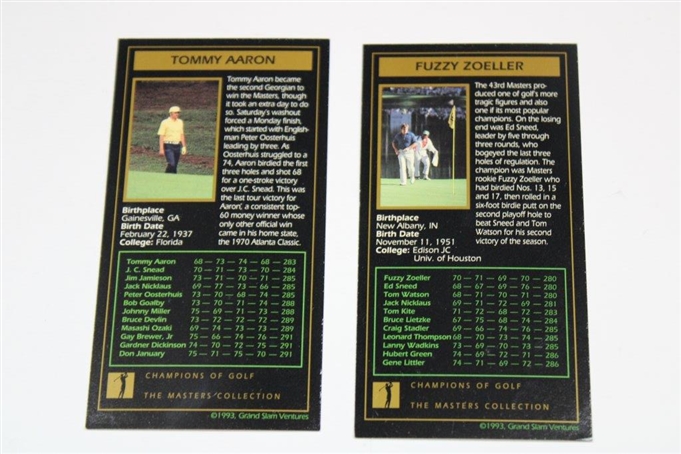 TOMMY AARON
Tommy Aaron became
the second Georgian to
win the Masters, though
it took an extra day to do
so. Saturday's washout
forced a Monday finish,
which started with English-
man Peter Oosterhuis
leading by three. As
Oosterhuis struggled to a
74, Aaron birdied the first
three holes and shot 68
for a one-stroke victory
over J.C. Snead. This was
the last tour victory for
Aaron, a consistent top-
60 money winner whose
only other official win
came in his home state,
the 1970 Atlanta Classic.
Birthplace
Gainesville, GA
Birth Date
February 22, 1937
College: Florida
Tommy Aaron 68 — 73 — 74 — 68 — 283
J. C. Snead 70 — 71 — 73 — 70 — 284
Jim Jamieson 73 — 71 — 70 — 71 — 285
Jack Nicklaus 69 — 77 — 73 — 66 — 285
Peter Oosterhuis 73 — 70 — 68 — 74 — 285
Bob Goalby 73 — 70 — 71 — 74 — 288
Johnny Miller 75 — 69 — 71 — 73 — 288
Bruce Devlin 73 — 72 — 72 — 72 — 289
Masashi Ozaki 69 — 74 — 73 — 73 — 289
Gay Brewer, Jr 75 — 66 — 74 — 76 — 291
Gardner Dickinson 74 — 70 — 72 — 75 — 291
Don January 75 — 71 — 75 — 70 — 291
CHAMPIONS OF GOLF
THE MASTERS COLLECTION
©1993, Grand Slam Ventures
FUZZY ZOELLER
The 43rd Masters pro-
duced one of golf's more
tragic figures and also
one if its most popular
champions. On the losing
end was Ed Sneed,
leader by five through
three rounds, who
bogeyed the last three
holes of regulation. The
champion was Masters
rookie Fuzzy Zoeller who
had birdied Nos. 13, 15
and 17, then rolled in a
six-foot birdie putt on the
second playoff hole to
beat Sneed and Tom
Watson for his second
victory of the season.
Birthplace
New Albany, IN
Birth Date
November 11, 1951
College: Edison JC
Univ. of Houston
Fuzzy Zoeller 70 — 71 — 69 — 70 — 280
Ed Sneed 68 — 67 — 69 — 76 — 280
Tom Watson 68 — 71 — 70 — 71 — 280
Jack Nicklaus 69 — 71 — 72 — 69 — 281
Tom Kite 71 — 72 — 68 — 72 — 283
Bruce Lietzke 67 — 75 — 68 — 74 — 284
Craig Stadler 69 — 66 — 74 — 76 — 285
Leonard Thompson 68 — 70 — 73 — 74 — 285
Lanny Wadkins 73 — 69 — 70 — 73 — 285
Hubert Green 74 — 69 — 72 — 71 — 286
Gene Littler 74 — 71 — 69 — 72 — 286
CHAMPIONS OF GOLF
THE MASTERS COLLECTION
©1993, Grand Slam Ventures